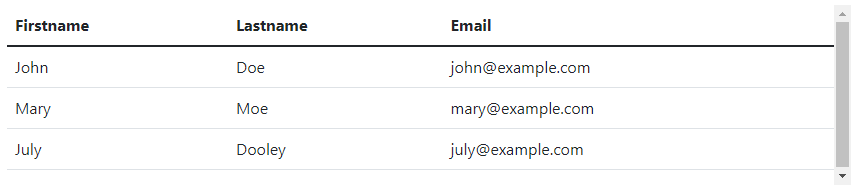 Firstname Lastname Email
John Doe john@example.com
Mary Moe mary@example.com
July Dooley july@example.com